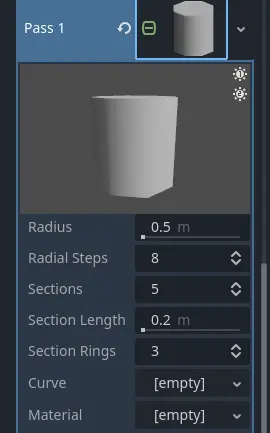 Pass 1
Radius 0.5 m
Radial Steps 8
Sections 5
Section Length 0.2 m
Section Rings 3
Curve [empty]
Material [empty]